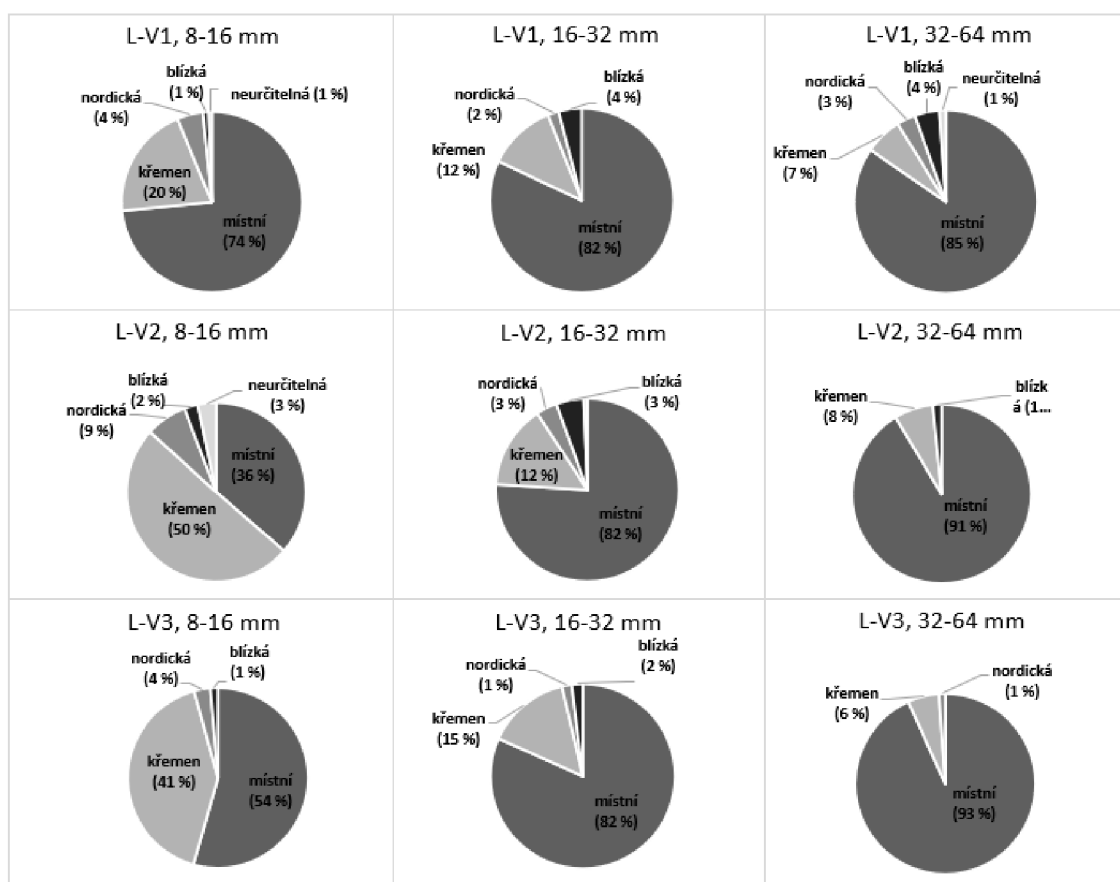 L-V1, 8-16 mm
blízká
(1 %)
neurčitelná (1 %)
nordická
(4 %)
křemen
(20 %)
místní
(74 %)
L-V1, 16-32 mm
blízká
(4 %)
nordická
(2 %)
křemen
(12 %)
místní
(82 %)
L-V1, 32-64 mm
blízká
(4 %)
neurčitelná
(1 %)
nordická
(3 %)
křemen
(7 %)
místní
(85 %)
L-V2, 8-16 mm
blízká
(2 %)
neurčitelná
(3 %)
nordická
(9 %)
místní
(36 %)
křemen
(50 %)
L-V2, 16-32 mm
nordická
(3 %)
blízká
(3 %)
křemen
(12 %)
místní
(82 %)
L-V2, 32-64 mm
křemen
(8 %)
blízk
á (1...
místní
(91 %)
L-V3, 8-16 mm
nordická
(4 %)
blízká
(1 %)
křemen
(41 %)
místní
(54 %)
L-V3, 16-32 mm
blízká
(2 %)
nordická
(1 %)
křemen
(15 %)
místní
(82 %)
L-V3, 32-64 mm
nordická
(1 %)
křemen
(6 %)
místní
(93 %)